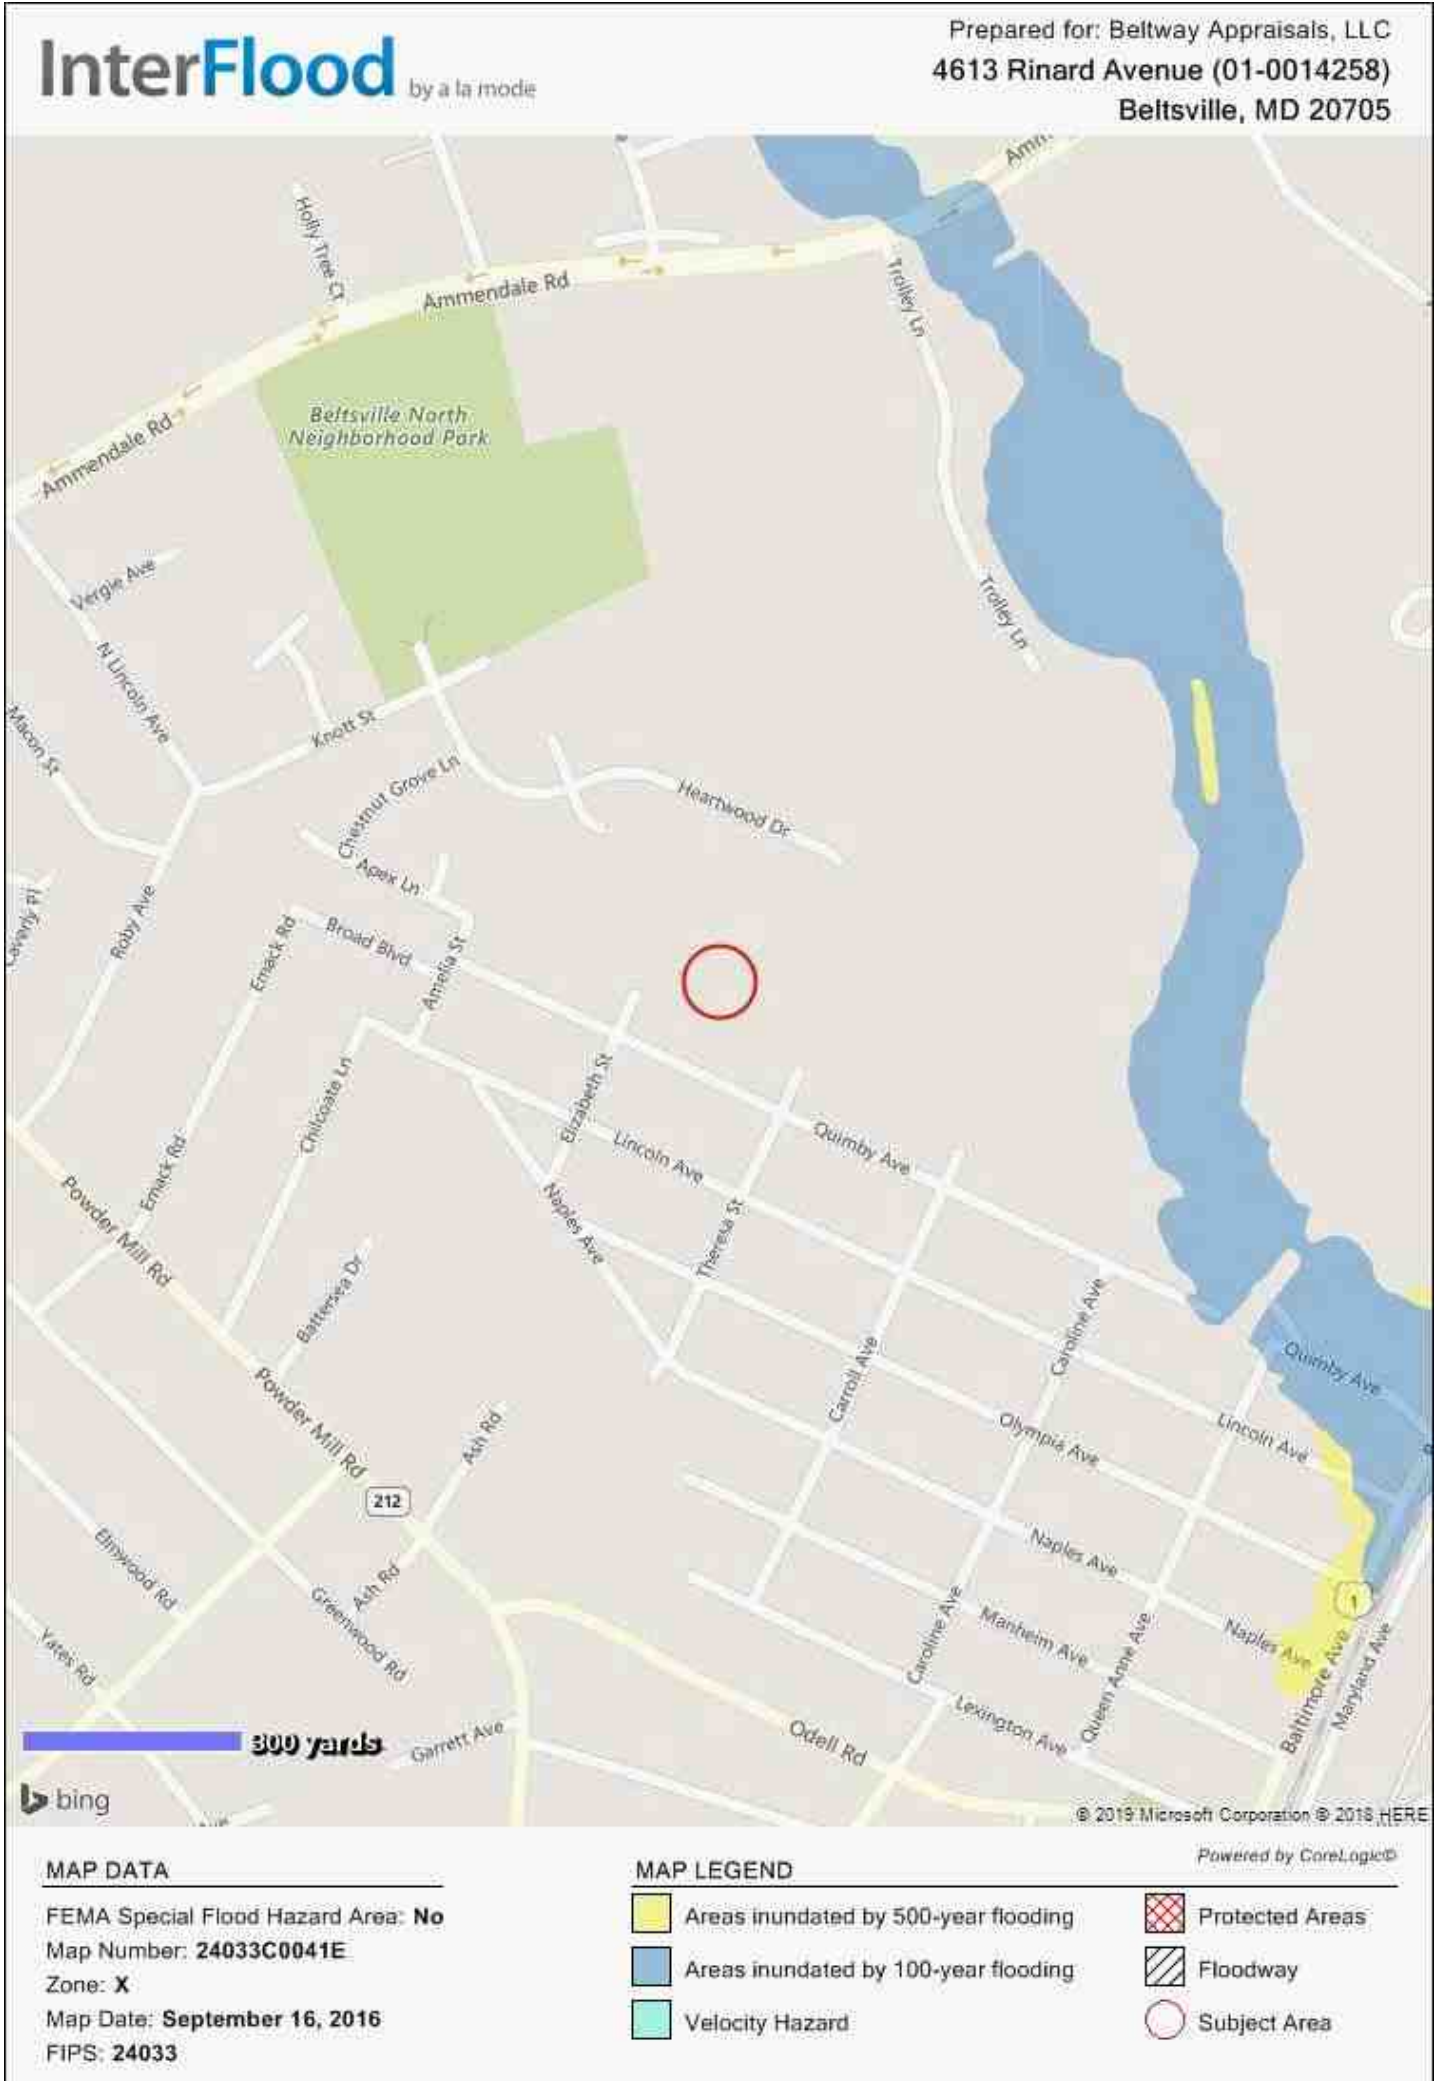 InterFlood by a la mode
Prepared for: Beltway Appraisals, LLC
4613 Rinard Avenue (01-0014258)
Beltsville, MD 20705
Holly Tree Ct
Ammendale Rd
Trolley Ln
Beltsville North
Neighborhood Park
Ammendale Rd
Vergie Ave
Trolley Ln
N Lincoln Ave
Macon St
Knott St
Chestnut Grove Ln
Heartwood Dr
Apex Ln
Roby Ave
Emack Rd
Broad Blvd
Amelia St
Chilcoate Ln
Elizabeth St
Quimby Ave
Lincoln Ave
Emack Rd
Powder Mill Rd
Naples Ave
Theresa St
Battersea Dr
Caroline Ave
Carroll Ave
Quimby Ave
Powder Mill Rd
Ash Rd
Olympia Ave
Lincoln Ave
212
Elmwood Rd
Ash Rd
Greenwood Rd
Naples Ave
1
Caroline Ave
Manheim Ave
Queen Anne Ave
Naples Ave
Baltimore Ave
Maryland Ave
Yates Rd
Lexington Ave
Odell Rd
Garrett Ave
800 yards
bing
© 2019 Microsoft Corporation © 2018 HERE
Powered by CoreLogic©
MAP DATA
FEMA Special Flood Hazard Area: No
Map Number: 24033C0041E
Zone: X
Map Date: September 16, 2016
FIPS: 24033
MAP LEGEND
Areas inundated by 500-year flooding
Areas inundated by 100-year flooding
Velocity Hazard
Protected Areas
Floodway
Subject Area